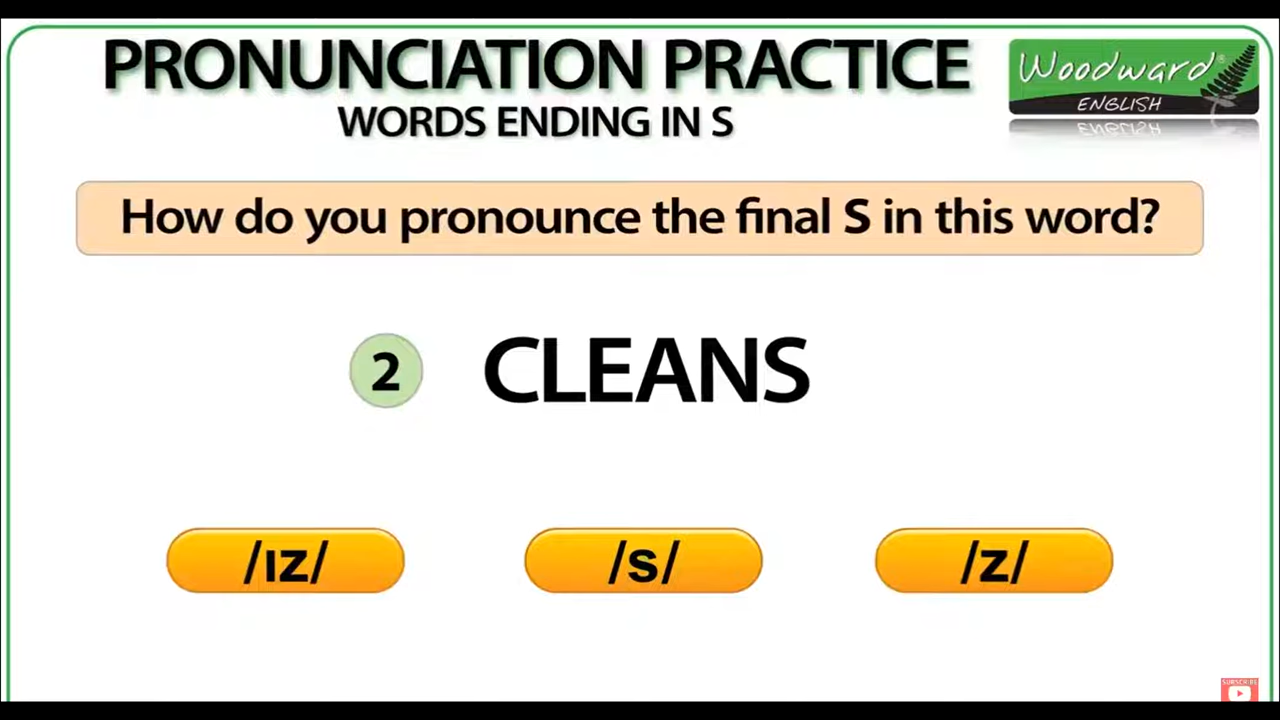 PRONUNCIATION PRACTICE
WORDS ENDING IN S
Woodward®
ENGLISH
How do you pronounce the final S in this word?
2 CLEANS
/ɪz/ /s/ /z/
SUBSCRIBE